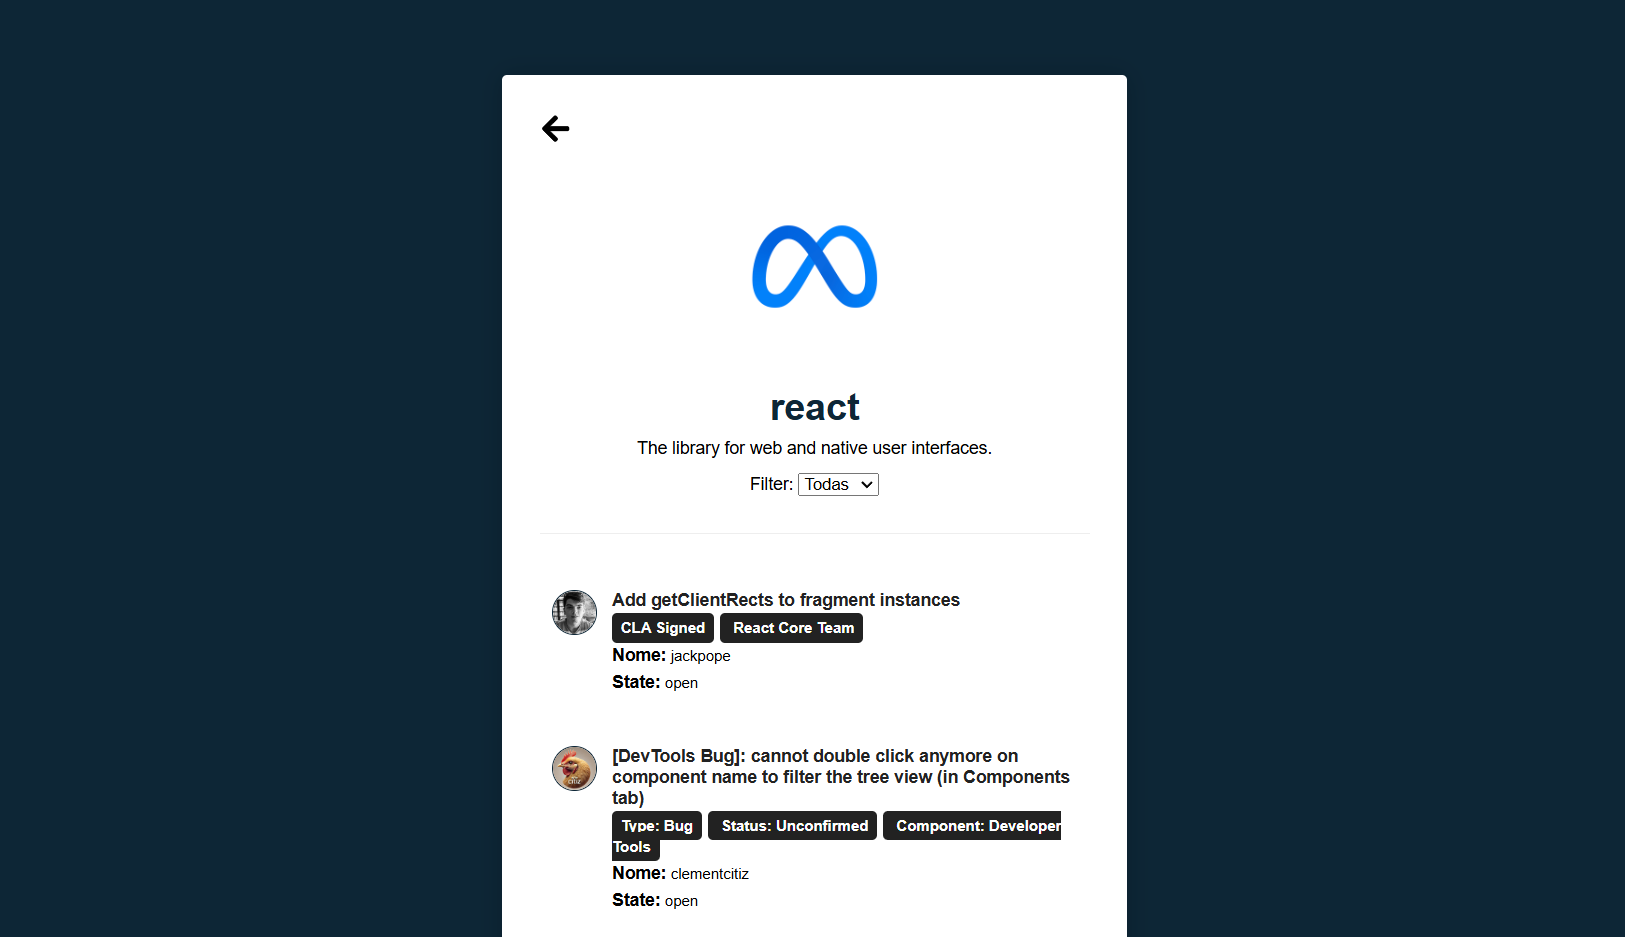 react
The library for web and native user interfaces.
Filter: Todas
Add getClientRects to fragment instances
CLA Signed React Core Team
Nome: jackpope
State: open
[DevTools Bug]: cannot double click anymore on
component name to filter the tree view (in Components
tab)
Type: Bug Status: Unconfirmed Component: Developer
Tools
Nome: clementcitiz
State: open